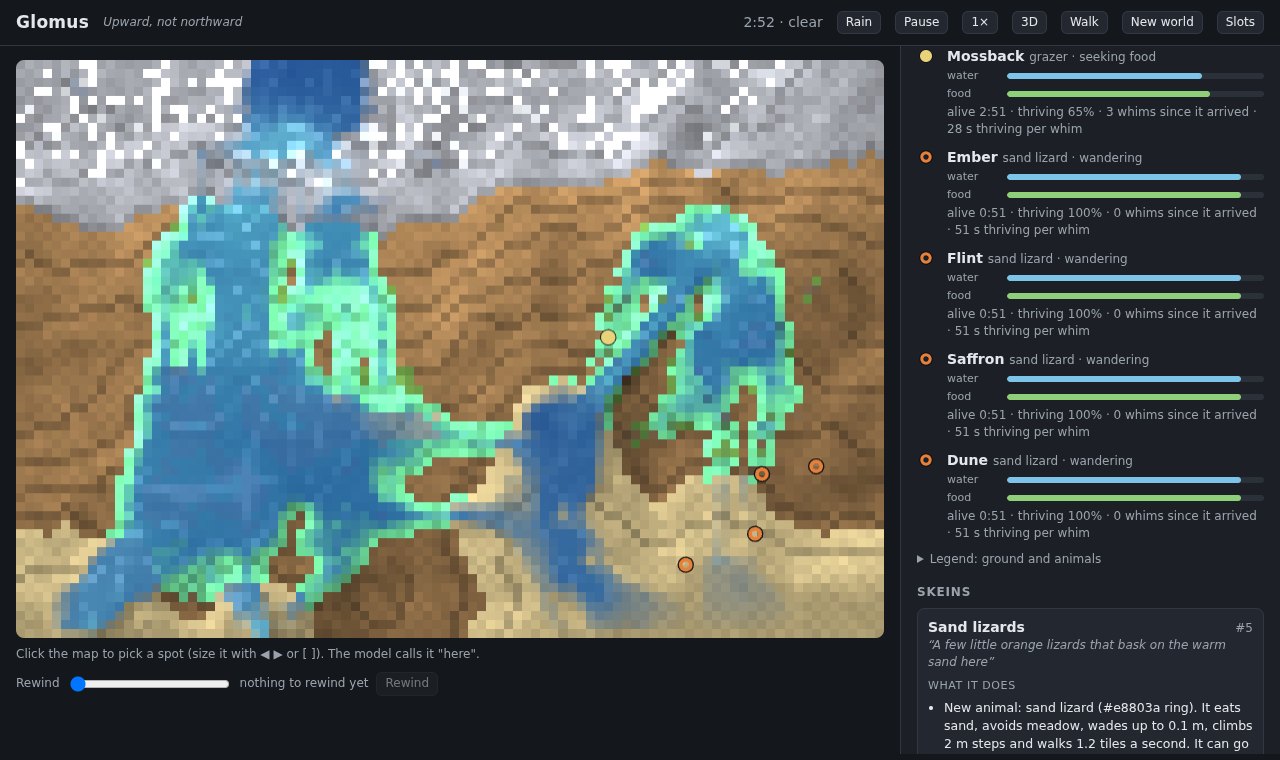 Glomus Upward, not northward 2:52 · clear Rain Pause 1× 3D Walk New world Slots
Click the map to pick a spot (size it with ◀ ▶ or [ ]). The model calls it "here".
Rewind nothing to rewind yet Rewind
Mossback grazer · seeking food
water
food
alive 2:51 · thriving 65% · 3 whims since it arrived ·
28 s thriving per whim
Ember sand lizard · wandering
water
food
alive 0:51 · thriving 100% · 0 whims since it arrived
· 51 s thriving per whim
Flint sand lizard · wandering
water
food
alive 0:51 · thriving 100% · 0 whims since it arrived
· 51 s thriving per whim
Saffron sand lizard · wandering
water
food
alive 0:51 · thriving 100% · 0 whims since it arrived
· 51 s thriving per whim
Dune sand lizard · wandering
water
food
alive 0:51 · thriving 100% · 0 whims since it arrived
· 51 s thriving per whim
▶ Legend: ground and animals
SKEINS
Sand lizards #5
“A few little orange lizards that bask on the warm
sand here”
WHAT IT DOES
• New animal: sand lizard (#e8803a ring). It eats
sand, avoids meadow, wades up to 0.1 m, climbs
2 m steps and walks 1.2 tiles a second. It can go